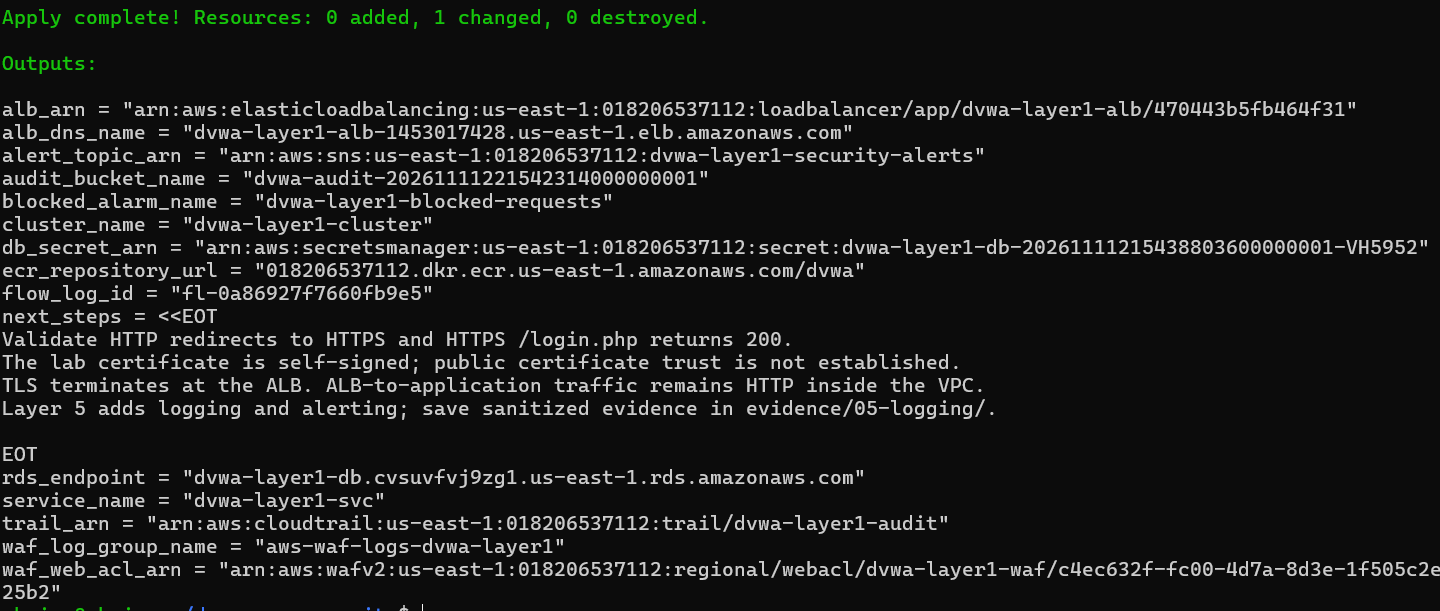 Apply complete! Resources: 0 added, 1 changed, 0 destroyed.
Outputs:
alb_arn = "arn:aws:elasticloadbalancing:us-east-1:018206537112:loadbalancer/app/dvwa-layer1-alb/470443b5fb464f31"
alb_dns_name = "dvwa-layer1-alb-1453017428.us-east-1.elb.amazonaws.com"
alert_topic_arn = "arn:aws:sns:us-east-1:018206537112:dvwa-layer1-security-alerts"
audit_bucket_name = "dvwa-audit-20261111221542314000000001"
blocked_alarm_name = "dvwa-layer1-blocked-requests"
cluster_name = "dvwa-layer1-cluster"
db_secret_arn = "arn:aws:secretsmanager:us-east-1:018206537112:secret:dvwa-layer1-db-20261111215438803600000001-VH5952"
ecr_repository_url = "018206537112.dkr.ecr.us-east-1.amazonaws.com/dvwa"
flow_log_id = "fl-0a86927f7660fb9e5"
next_steps = <<EOT
Validate HTTP redirects to HTTPS and HTTPS /login.php returns 200.
The lab certificate is self-signed; public certificate trust is not established.
TLS terminates at the ALB. ALB-to-application traffic remains HTTP inside the VPC.
Layer 5 adds logging and alerting; save sanitized evidence in evidence/05-logging/.
EOT
rds_endpoint = "dvwa-layer1-db.cvsuvfvj9zg1.us-east-1.rds.amazonaws.com"
service_name = "dvwa-layer1-svc"
trail_arn = "arn:aws:cloudtrail:us-east-1:018206537112:trail/dvwa-layer1-audit"
waf_log_group_name = "aws-waf-logs-dvwa-layer1"
waf_web_acl_arn = "arn:aws:wafv2:us-east-1:018206537112:regional/webacl/dvwa-layer1-waf/c4ec632f-fc00-4d7a-8d3e-1f505c2e
25b2"